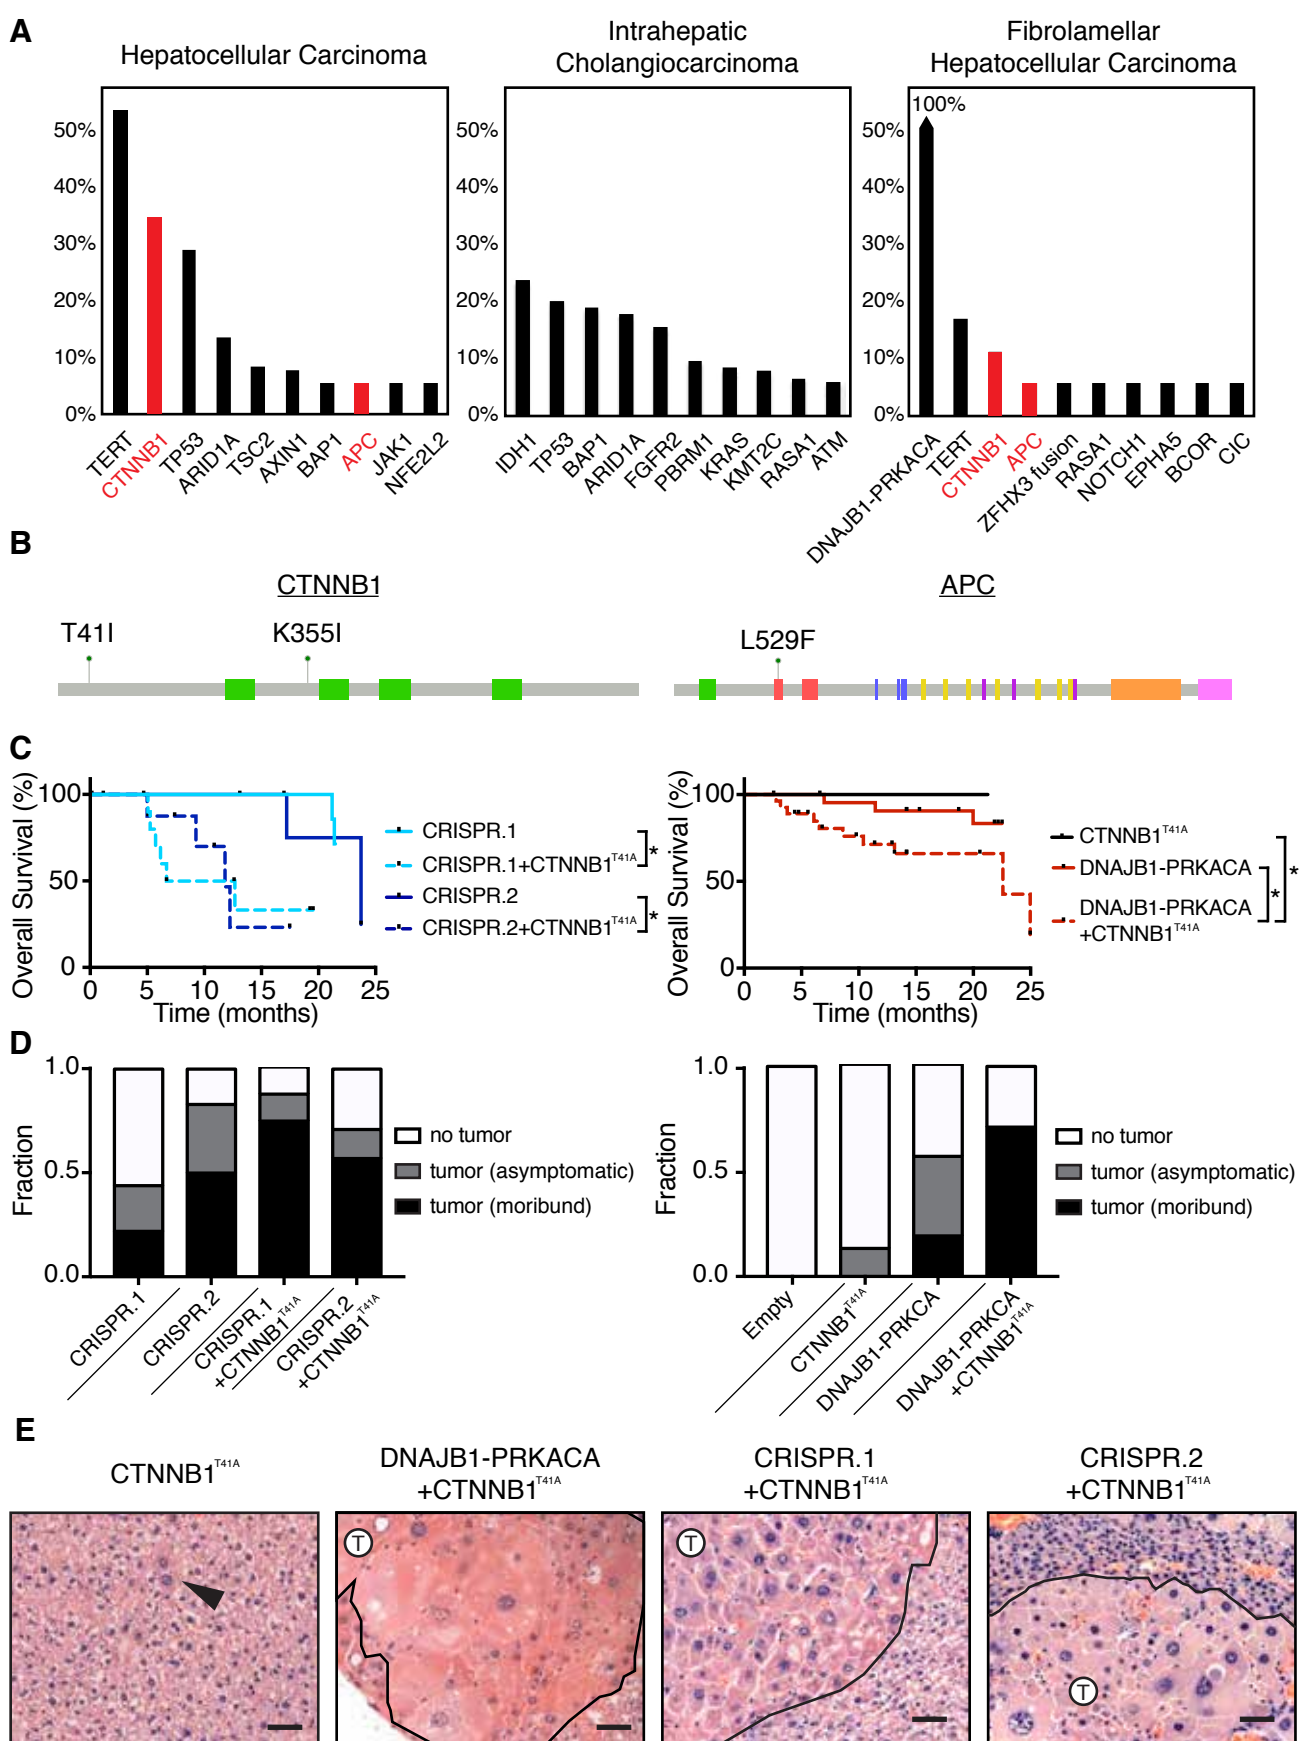 A
Hepatocellular Carcinoma
Intrahepatic
Cholangiocarcinoma
Fibrolamellar
Hepatocellular Carcinoma
50%
40%
30%
20%
10%
0%
TERT
CTNNB1
TP53
ARID1A
TSC2
AXIN1
BAP1
APC
JAK1
NFE2L2
50%
40%
30%
20%
10%
0%
IDH1
TP53
BAP1
ARID1A
FGFR2
PBRM1
KRAS
KMT2C
RASA1
ATM
100%
50%
40%
30%
20%
10%
0%
DNAJB1-PRKACA
TERT
CTNNB1
APC
ZFHX3 fusion
RASA1
NOTCH1
EPHA5
BCOR
CIC
B
CTNNB1
T41I
K355I
APC
L529F
C
Overall Survival (%)
100
50
0
0 5 10 15 20 25
Time (months)
CRISPR.1
CRISPR.1+CTNNB1T41A
*
CRISPR.2
CRISPR.2+CTNNB1T41A
*
Overall Survival (%)
100
50
0
0 5 10 15 20 25
Time (months)
CTNNB1T41A
DNAJB1-PRKACA
DNAJB1-PRKACA
+CTNNB1T41A
*
*
D
Fraction
1.0
0.5
0.0
CRISPR.1
CRISPR.2
CRISPR.1
+CTNNB1T41A
CRISPR.2
+CTNNB1T41A
no tumor
tumor (asymptomatic)
tumor (moribund)
Fraction
1.0
0.5
0.0
Empty
CTNNB1T41A
DNAJB1-PRKCA
DNAJB1-PRKCA
+CTNNB1T41A
no tumor
tumor (asymptomatic)
tumor (moribund)
E
CTNNB1T41A
DNAJB1-PRKACA
+CTNNB1T41A
T
CRISPR.1
+CTNNB1T41A
T
CRISPR.2
+CTNNB1T41A
T